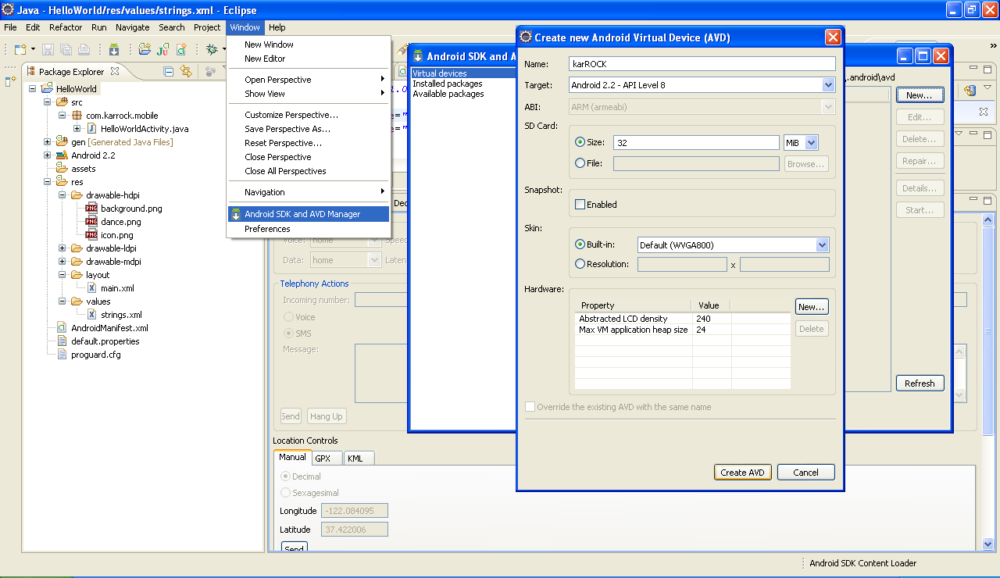 Java - HelloWorld/res/values/strings.xml - Eclipse
File Edit Refactor Run Navigate Search Project Window Help
Package Explorer
HelloWorld
src
com.karrock.mobile
HelloWorldActivity.java
gen [Generated Java Files]
Android 2.2
assets
res
drawable-hdpi
background.png
dance.png
icon.png
drawable-ldpi
drawable-mdpi
layout
main.xml
values
strings.xml
AndroidManifest.xml
default.properties
proguard.cfg
New Window
New Editor
Open Perspective
Show View
Customize Perspective...
Save Perspective As...
Reset Perspective...
Close Perspective
Close All Perspectives
Navigation
Android SDK and AVD Manager
Preferences
Voice: home Speed
Data: home Laten
Telephony Actions
Incoming number:
Voice
SMS
Message:
Send Hang Up
Location Controls
Manual GPX KML
Decimal
Sexagesimal
Longitude -122.084095
Latitude 37.422006
Send
Android SDK and A
Virtual devices
Installed packages
Available packages
.android\avd
New...
Edit...
Delete...
Repair...
Details...
Start...
Refresh
Create new Android Virtual Device (AVD)
Name: karROCK
Target: Android 2.2 - API Level 8
ABI: ARM (armeabi)
SD Card:
Size: 32 MiB
File: Browse...
Snapshot:
Enabled
Skin:
Built-in: Default (WVGA800)
Resolution: x
Hardware:
Property Value New...
Abstracted LCD density 240
Max VM application heap size 24
Delete
Override the existing AVD with the same name
Create AVD Cancel
Android SDK Content Loader